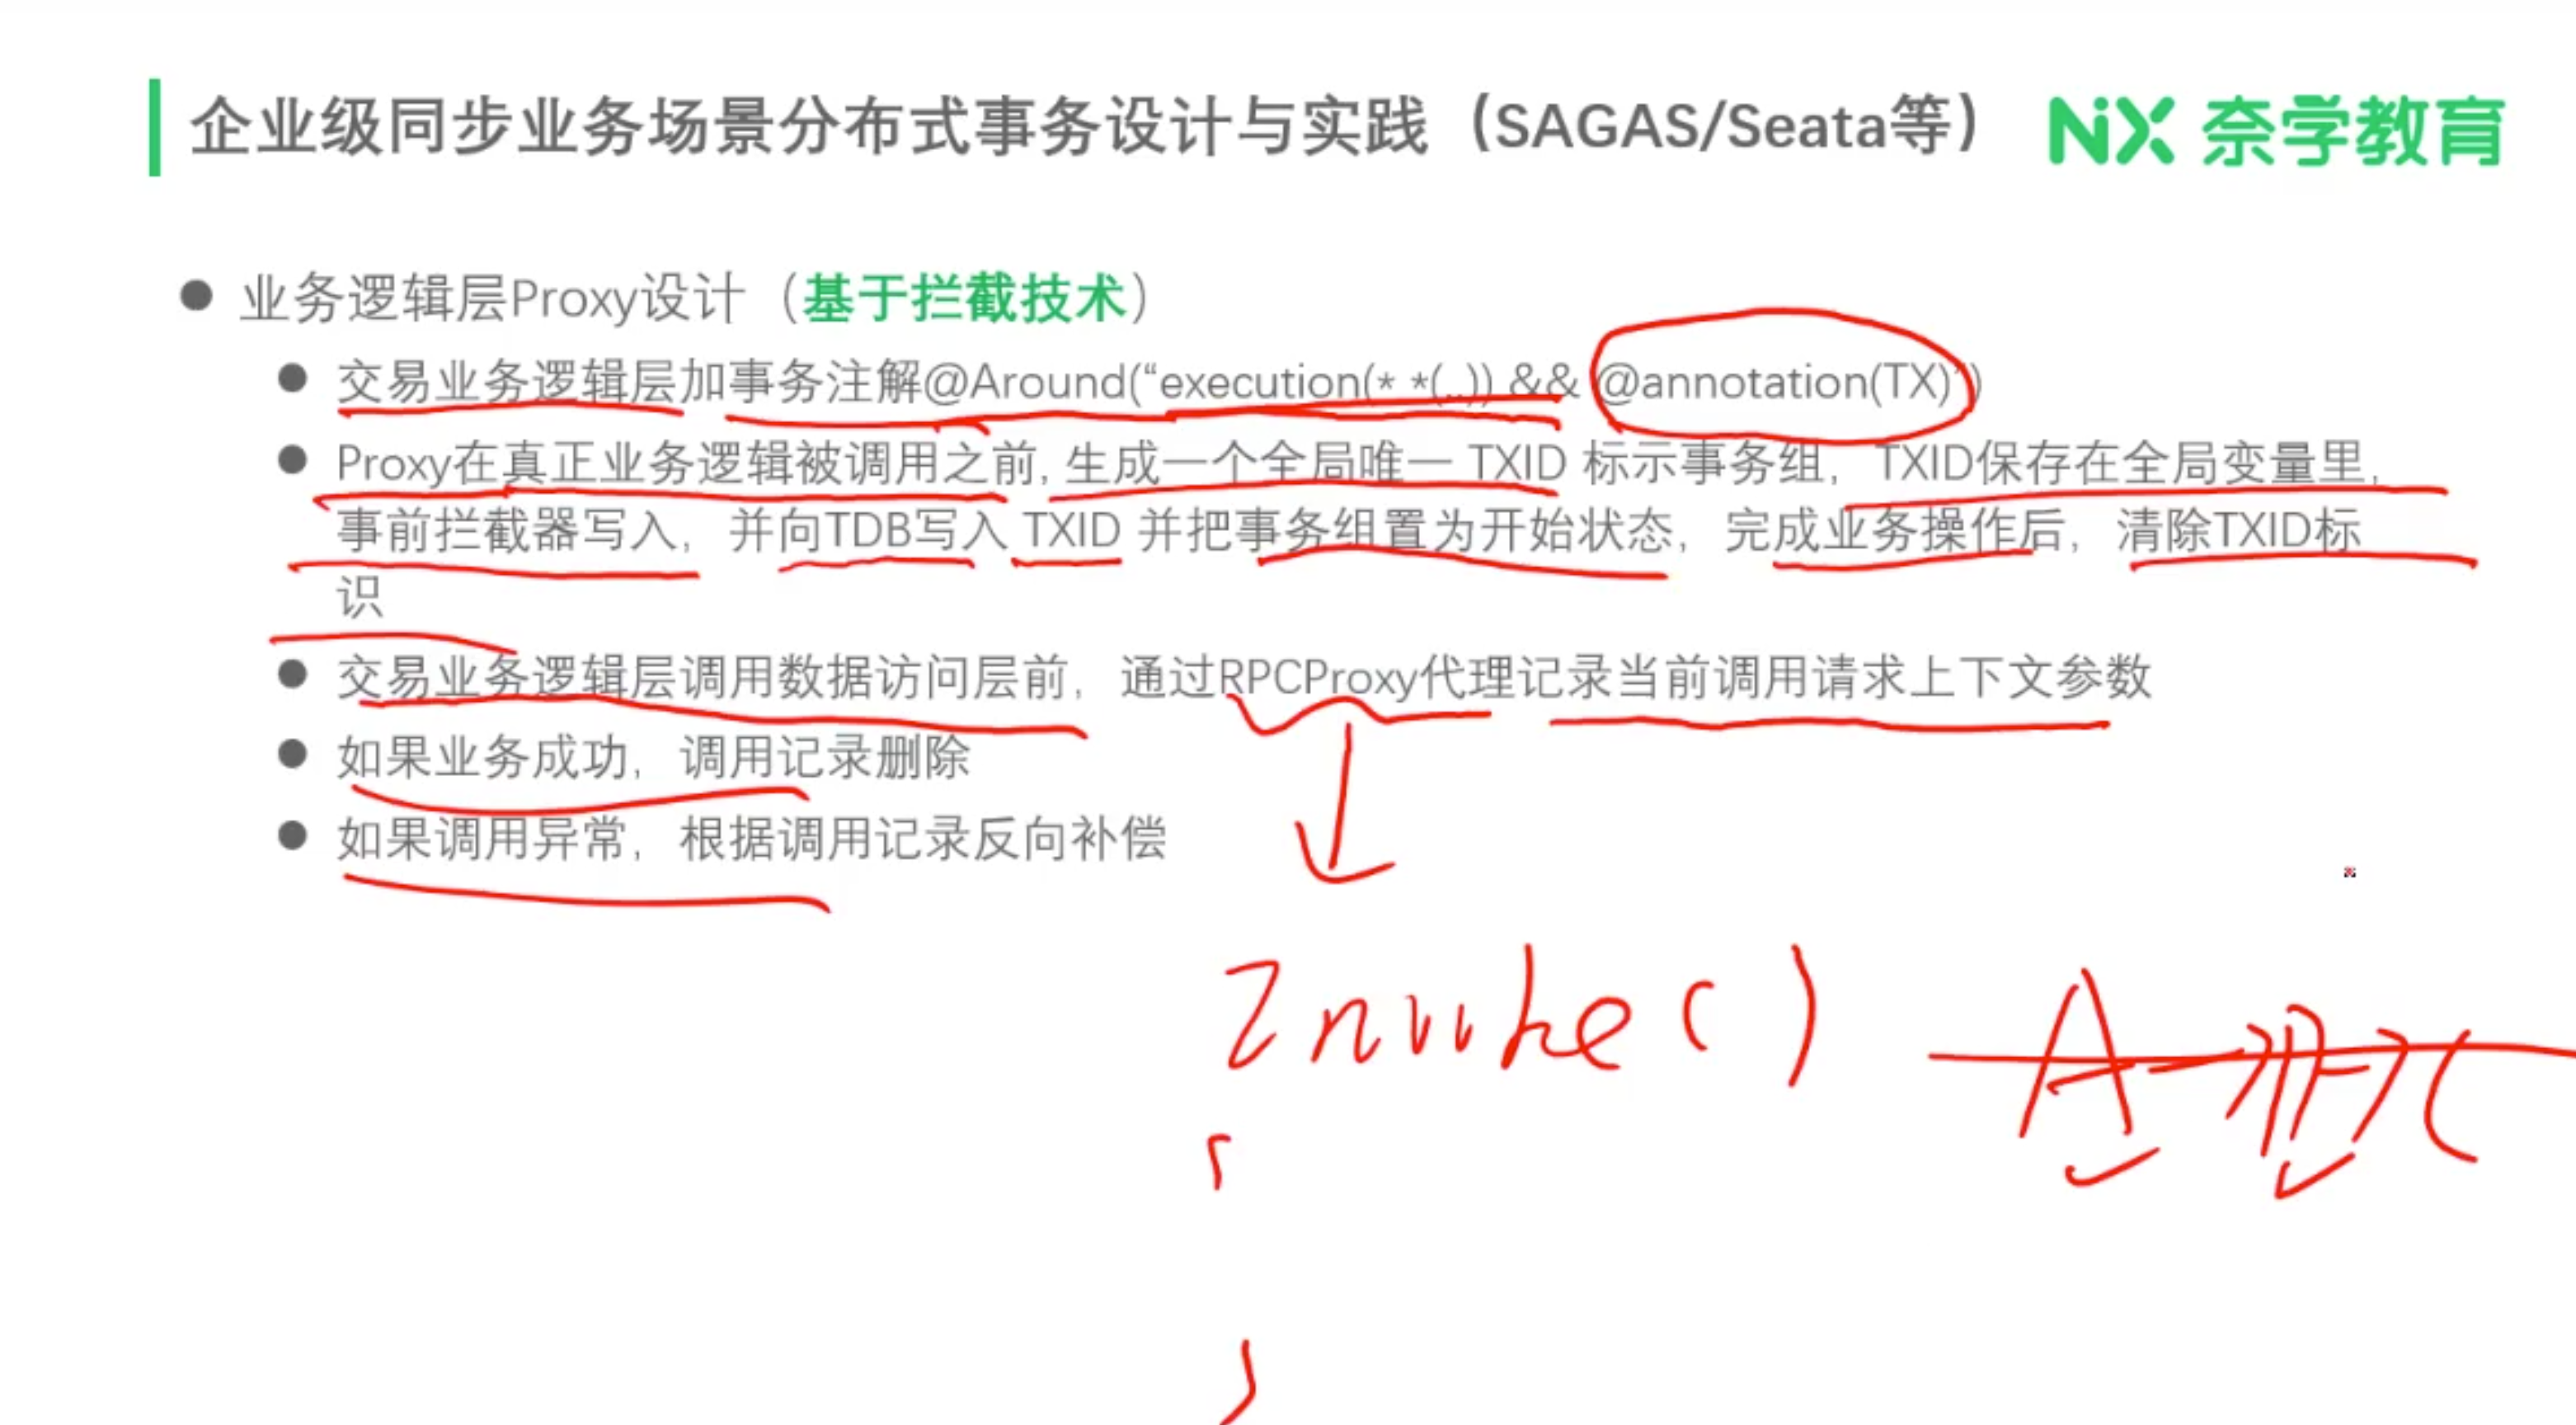 企业级同步业务场景分布式事务设计与实践（SAGAS/Seata等）
NiX 奈学教育
业务逻辑层Proxy设计（基于拦截技术）
交易业务逻辑层加事务注解@Around(“execution(* *(..)) && @annotation(TX)”)
Proxy在真正业务逻辑被调用之前, 生成一个全局唯一 TXID 标示事务组，TXID保存在全局变量里，
事前拦截器写入，并向TDB写入 TXID 并把事务组置为开始状态，完成业务操作后，清除TXID标
识
交易业务逻辑层调用数据访问层前，通过RPCProxy代理记录当前调用请求上下文参数
如果业务成功，调用记录删除
如果调用异常，根据调用记录反向补偿
Invoke()
A